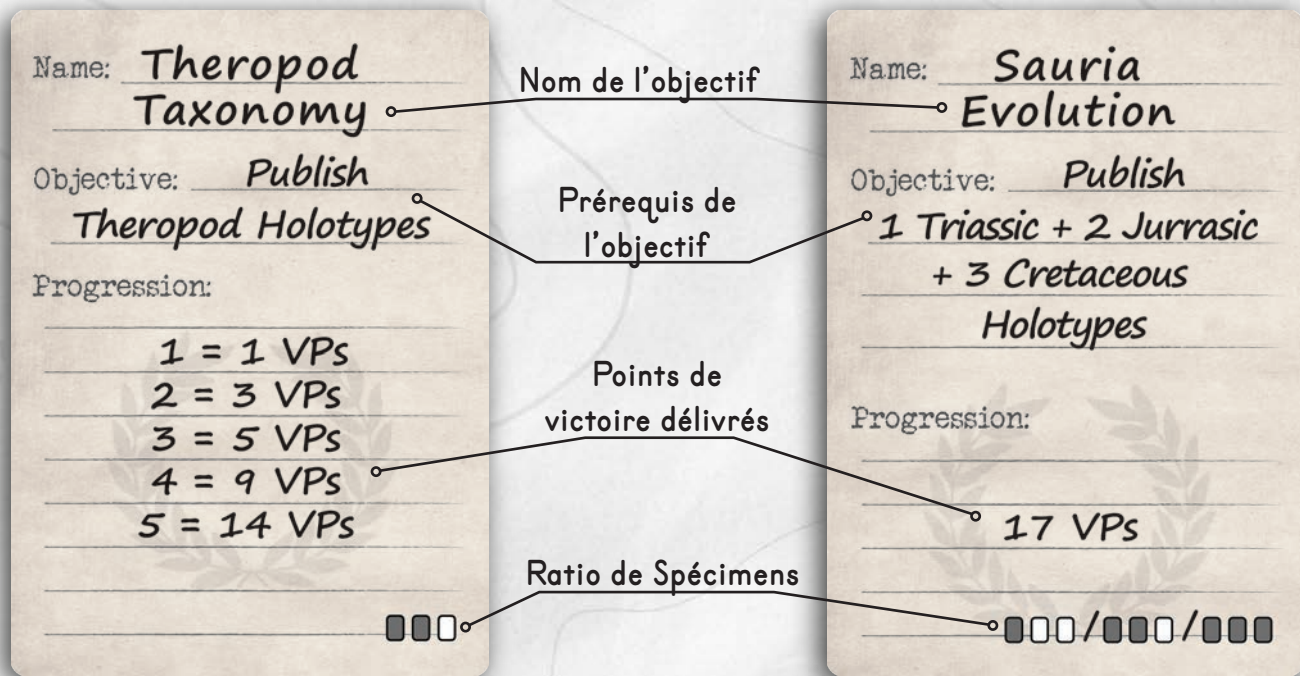 Name: Theropod
Taxonomy
Objective: Publish
Theropod Holotypes
Progression:
1 = 1 VPs
2 = 3 VPs
3 = 5 VPs
4 = 9 VPs
5 = 14 VPs
Nom de l'objectif
Prérequis de
l'objectif
Points de
victoire délivrés
Ratio de Spécimens
Name: Sauria
Evolution
Objective: Publish
1 Triassic + 2 Jurrasic
+ 3 Cretaceous
Holotypes
Progression:
17 VPs
/ /